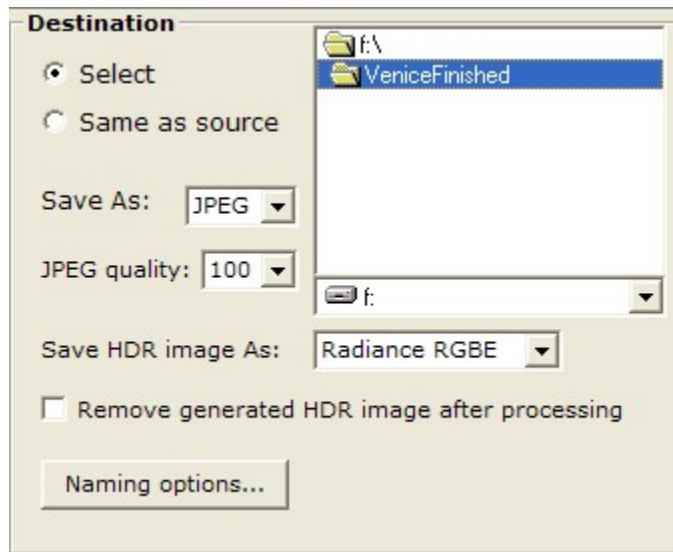 Destination
Select
Same as source
f:\
VeniceFinished
Save As: JPEG
JPEG quality: 100
f:
Save HDR image As: Radiance RGBE
Remove generated HDR image after processing
Naming options...